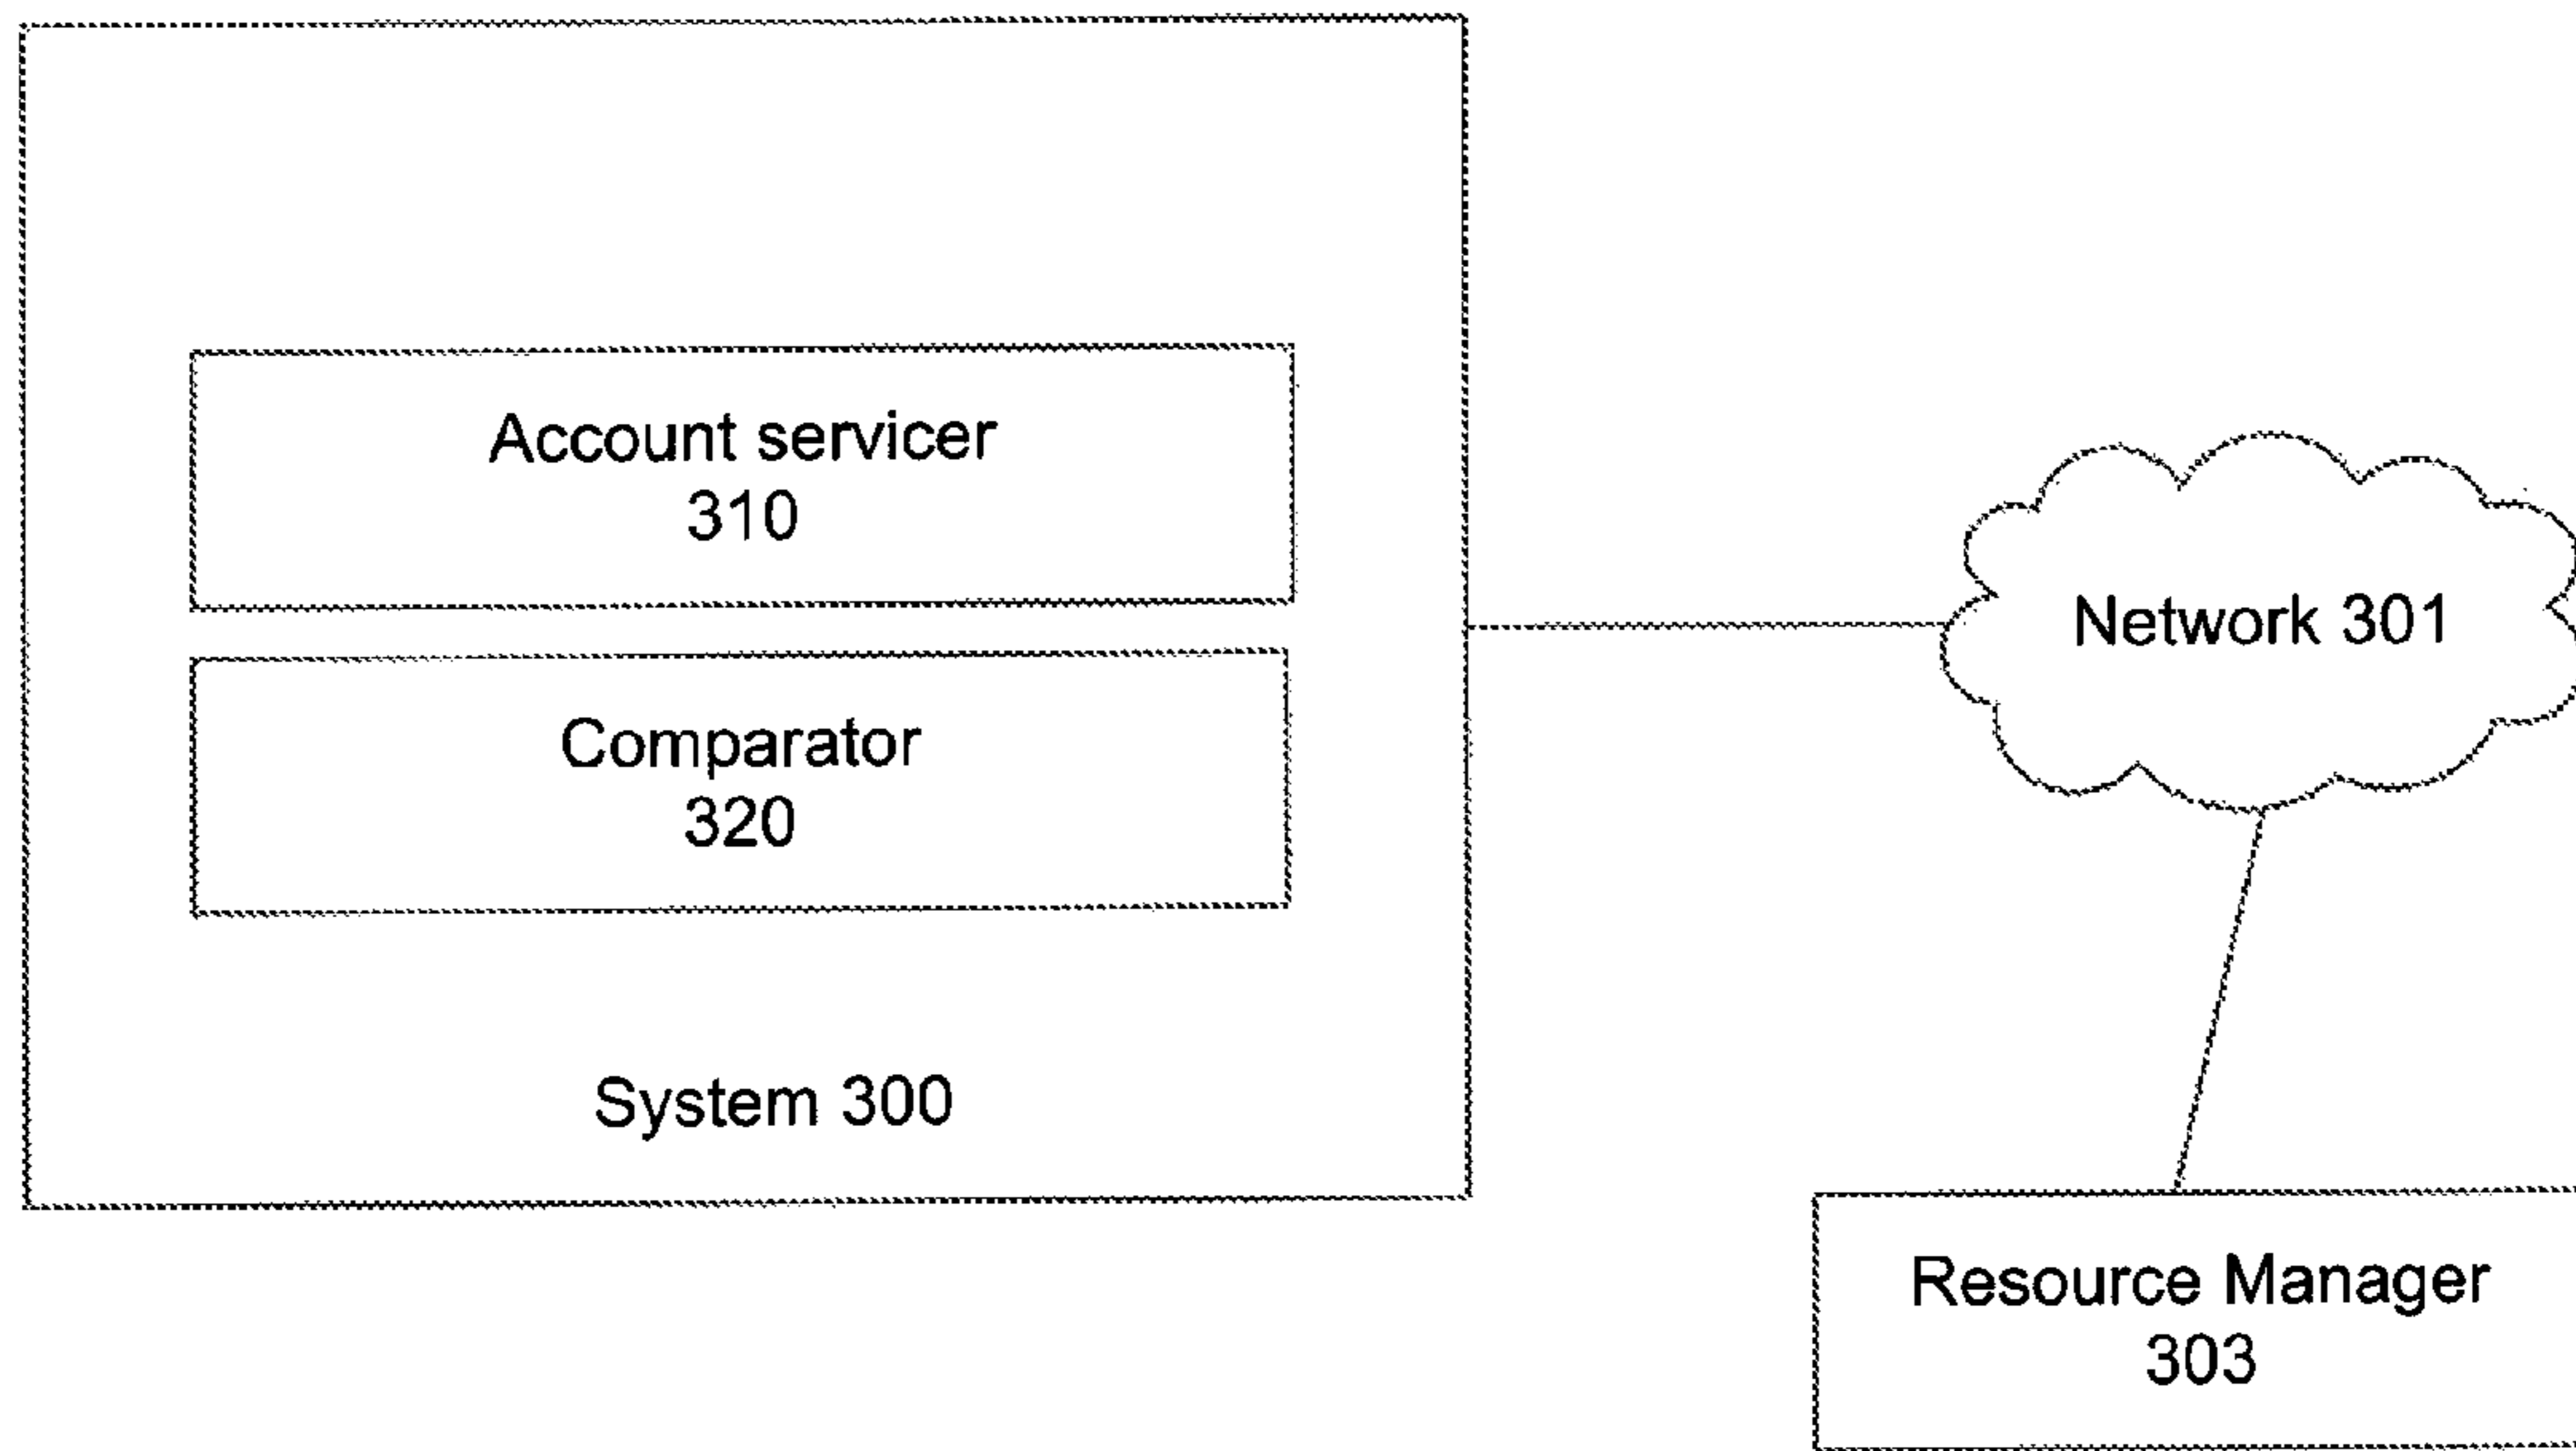 Account servicer
310
Comparator
320
System 300
Network 301
Resource Manager
303